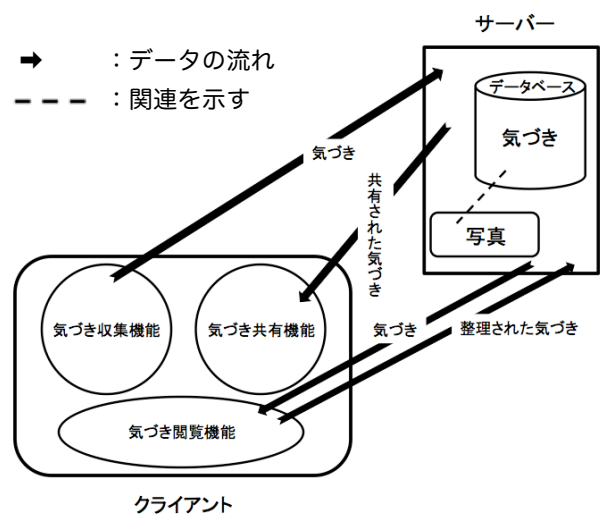 サーバー
：データの流れ
：関連を示す
データベース
気づき
気づき
共有された気づき
写真
気づき
整理された気づき
気づき収集機能
気づき共有機能
気づき閲覧機能
クライアント